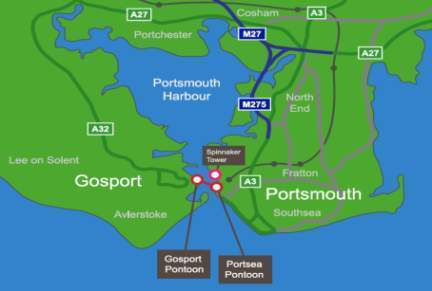 Cosham
A3
A27
Portchester
M27
A27
Portsmouth
Harbour
M275
North
End
A32
Spinnaker
Tower
Lee on Solent
Fratton
Gosport
A3
Portsmouth
Alverstoke
Southsea
Gosport
Pontoon
Portsea
Pontoon